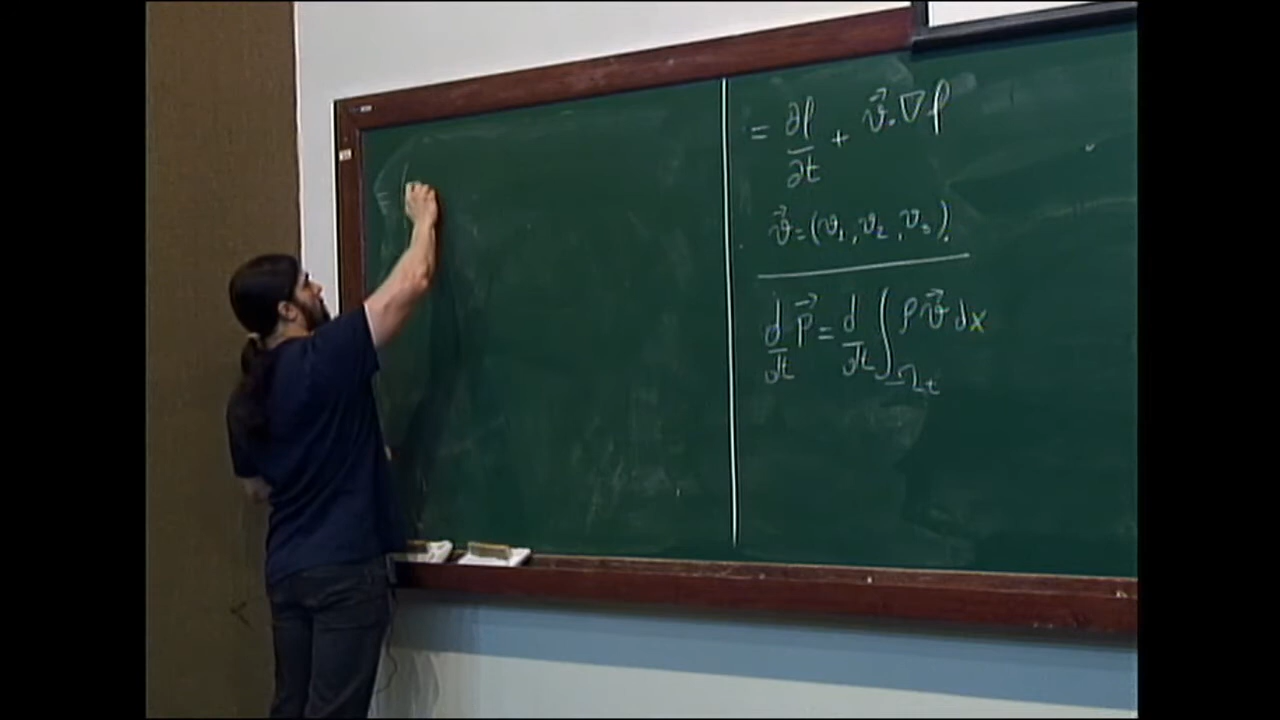 =
= ∂f/∂t + v⃗·∇f
v⃗=(v₁,v₂,v₃).
d/dt P⃗ = d/dt ∫_Ωt ρ v⃗ dx